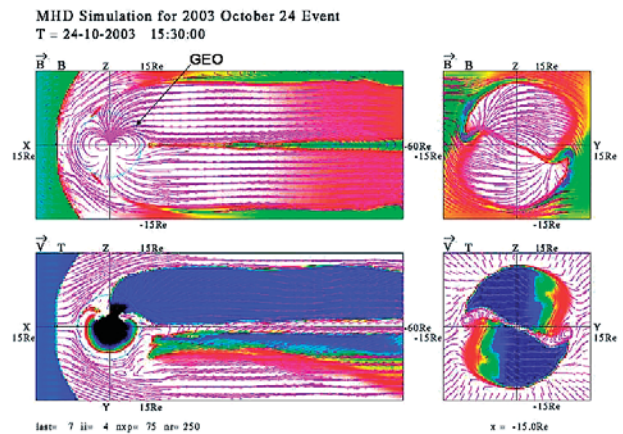 MHD Simulation for 2003 October 24 Event
T = 24-10-2003 15:30:00
GEO
B B Z 15Re
B B Z 15Re
X
15Re
-60Re
-15Re
Y
15Re
-15Re
-15Re
V T Z 15Re
V T Z 15Re
X
15Re
-60Re
-15Re
Y
15Re
Y 15Re
-15Re
last= 7 ii= 4 nxp= 75 nr= 250
x = -15.0Re